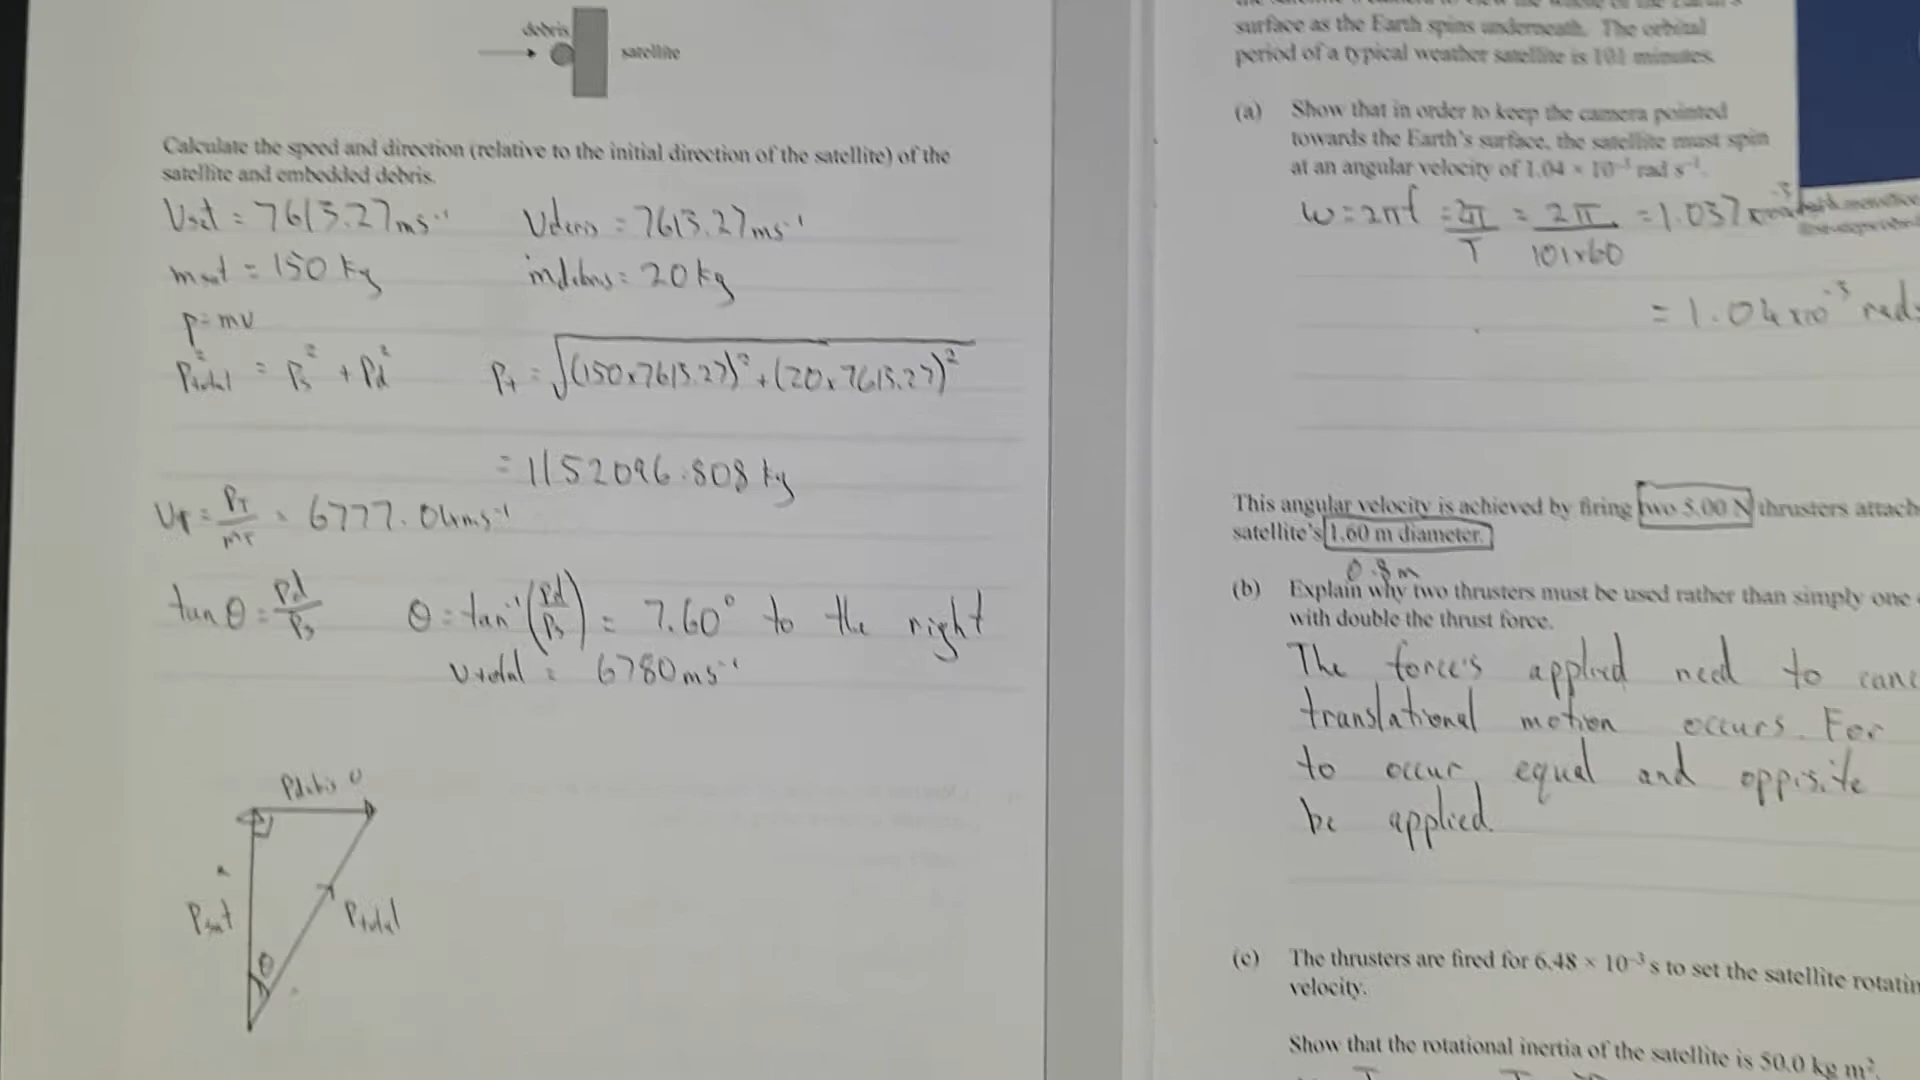 debris
satellite
Calculate the speed and direction (relative to the initial direction of the satellite) of the
satellite and embedded debris.
Vsat = 7613.27ms⁻¹ Vdebris = 7613.27ms⁻¹
msat = 150 kg mdebris = 20 kg
p = mv
Ptotal² = Ps² + Pd² Pt = √(150×7613.27)² + (20×7613.27)²
= 1152096.808 kg
VT = PT/mT = 6777.04ms⁻¹
tan θ = Pd/Ps θ = tan⁻¹(Pd/Ps) = 7.60° to the right
vtotal = 6780ms⁻¹
Pdebris
Psat
Ptotal
θ
surface as the Earth spins underneath. The orbital
period of a typical weather satellite is 101 minutes.
(a) Show that in order to keep the camera pointed
towards the Earth's surface, the satellite must spin
at an angular velocity of 1.04 × 10⁻³ rad s⁻¹.
ω = 2πf = 2π/T = 2π/101×60 = 1.037×
= 1.04×10⁻³ rads
This angular velocity is achieved by firing two 5.00 N thrusters attach
satellite's 1.60 m diameter.
0.8m
(b) Explain why two thrusters must be used rather than simply one
with double the thrust force.
The force's applied need to canc
translational motion occurs. For
to occur, equal and oppisite
be applied.
(c) The thrusters are fired for 6.48 × 10⁻³ s to set the satellite rotatin
velocity.
Show that the rotational inertia of the satellite is 50.0 kg m².